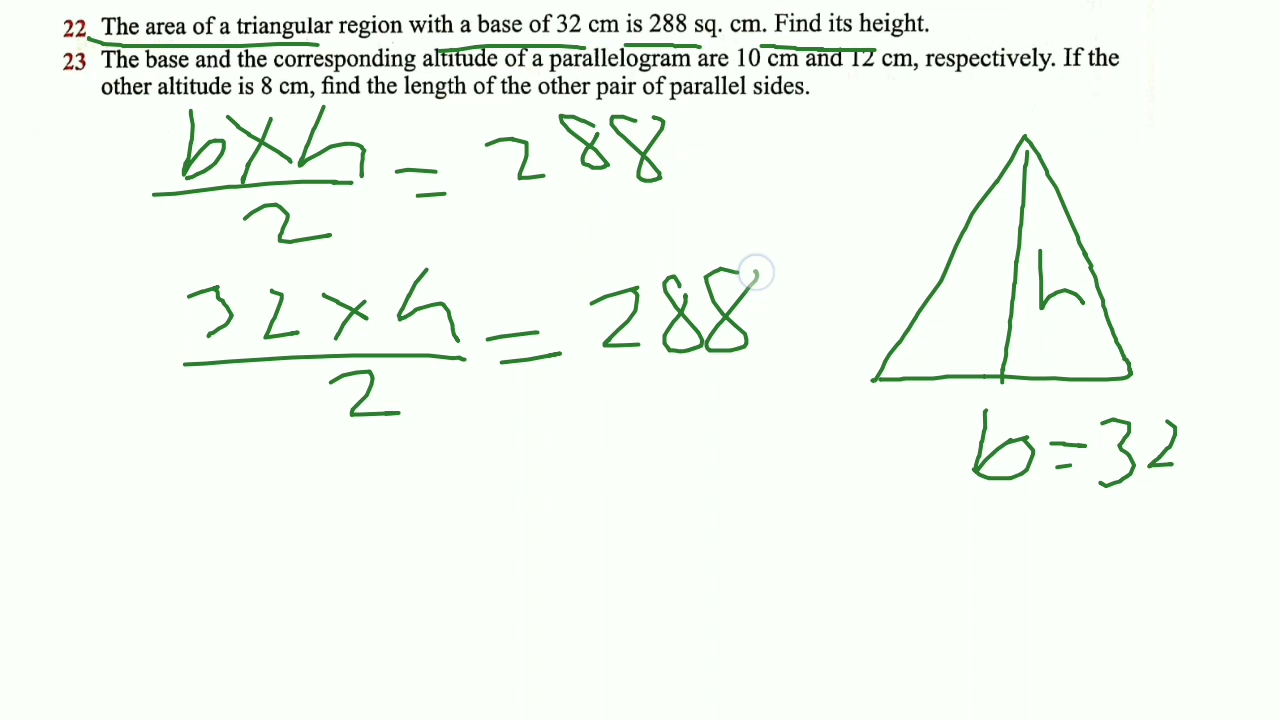 22 The area of a triangular region with a base of 32 cm is 288 sq. cm. Find its height.
23 The base and the corresponding altitude of a parallelogram are 10 cm and 12 cm, respectively. If the
other altitude is 8 cm, find the length of the other pair of parallel sides.
b×h = 288
2
32×h = 288
2
h
b=32